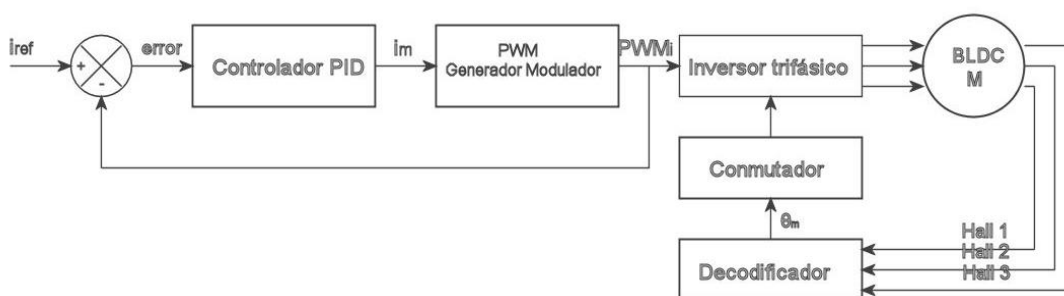 iref
+
-
error
Controlador PID
im
PWM
Generador Modulador
PWMi
Inversor trifásico
BLDC
M
Conmutador
θm
Decodificador
Hall 1
Hall 2
Hall 3